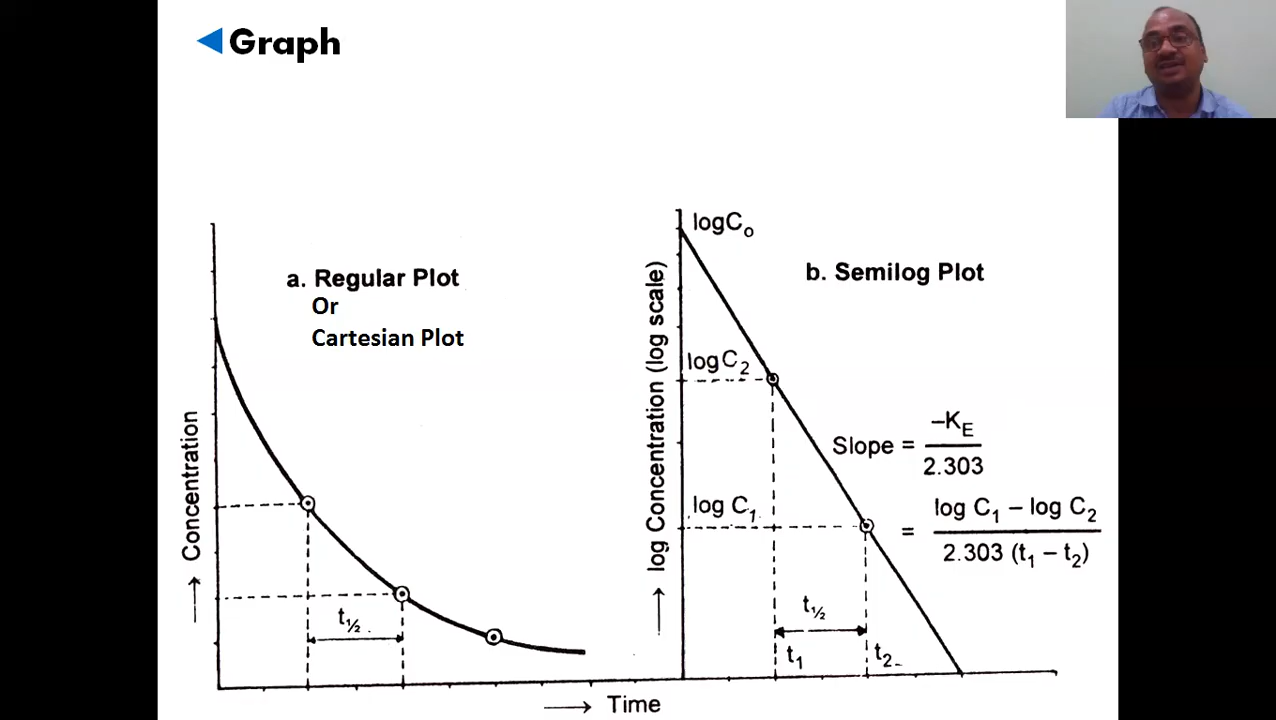 Graph
a. Regular Plot
Or
Cartesian Plot
Concentration
t½
Time
log Concentration (log scale)
logC₀
b. Semilog Plot
logC₂
log C₁
Slope = –K_E / 2.303
= log C₁ – log C₂ / 2.303 (t₁ – t₂)
t½
t₁
t₂